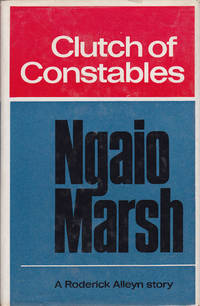 Clutch of
Constables
Ngaio
Marsh
A Roderick Alleyn story